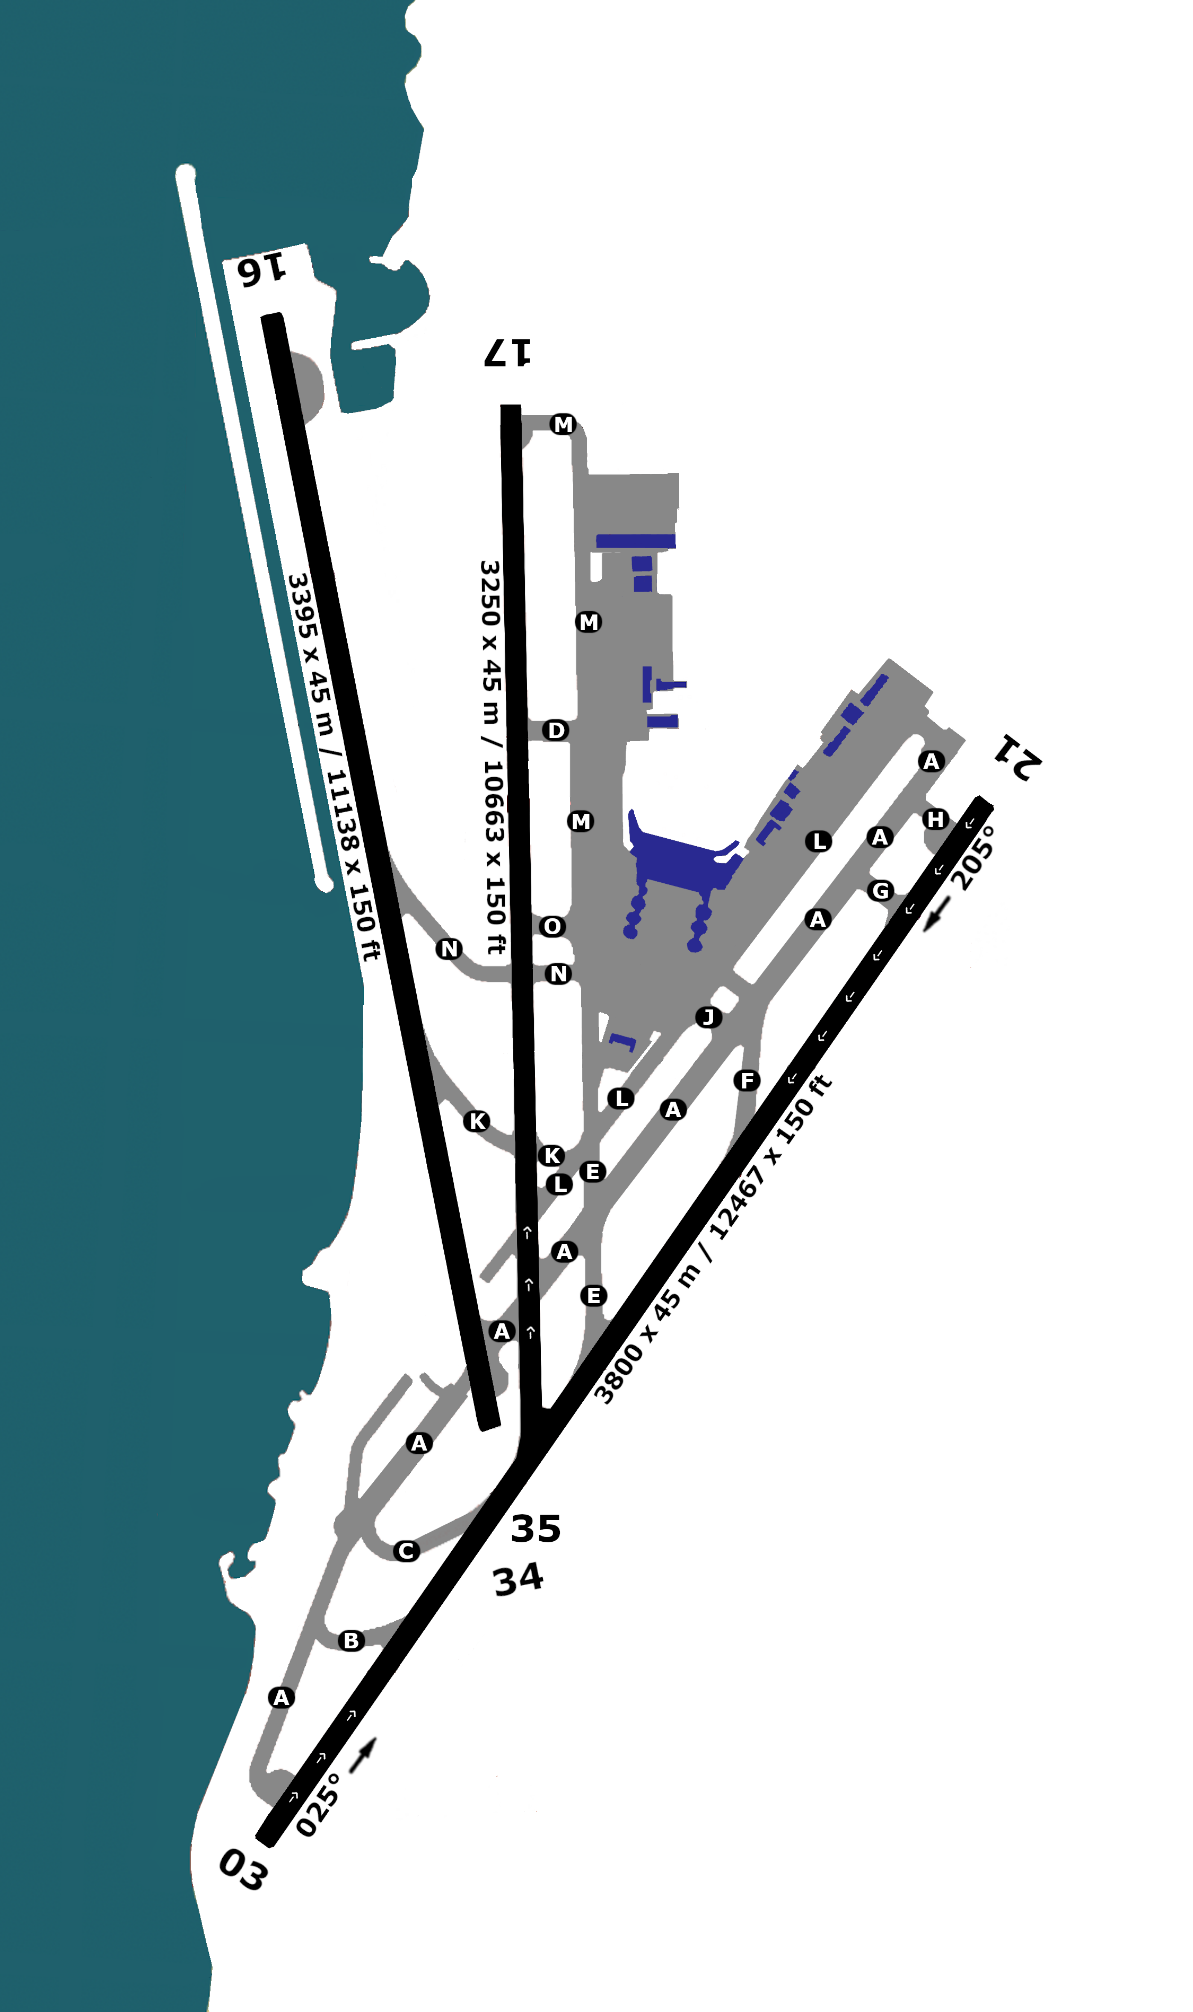 16
17
M
3395 x 45 m / 11138 x 150 ft
3250 x 45 m / 10663 x 150 ft
M
D
21
A
H
M
A
L
205°
G
A
O
N
N
J
F
L
A
K
K
E
L
A
E
3800 x 45 m / 12467 x 150 ft
A
A
35
C
34
B
A
025°
03